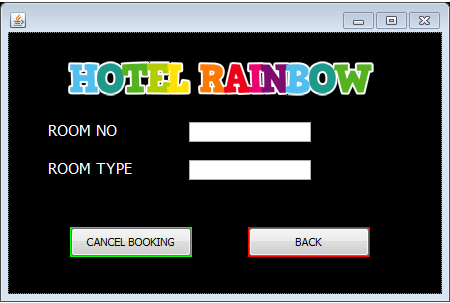 HOTEL RAINBOW
ROOM NO
ROOM TYPE
CANCEL BOOKING BACK